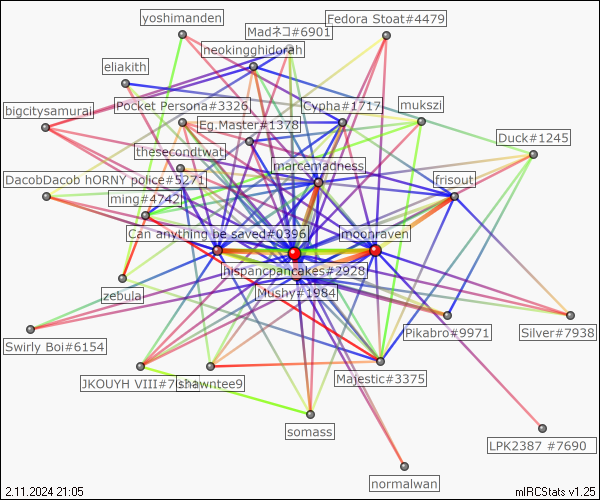 yoshimanden
Madネコ#6901
Fedora Stoat#4479
neokingghidorah
eliakith
bigcitysamurai
Pocket Persona#3326
Cypha#1717
mukszi
Eg.Master#1378
Duck#1245
thesecondtwat
marcemadness
DacobDacob hORNY police#5271
frisout
ming#4742
Can anything be saved#0396
moonraven
hispancpancakes#2928
Mushy#1984
zebula
Pikabro#9971
Silver#7938
Swirly Boi#6154
JKOUYH VIII#7
shawntee9
Majestic#3375
somass
LPK2387 #7690
normalwan
2.11.2024 21:05
mIRCStats v1.25